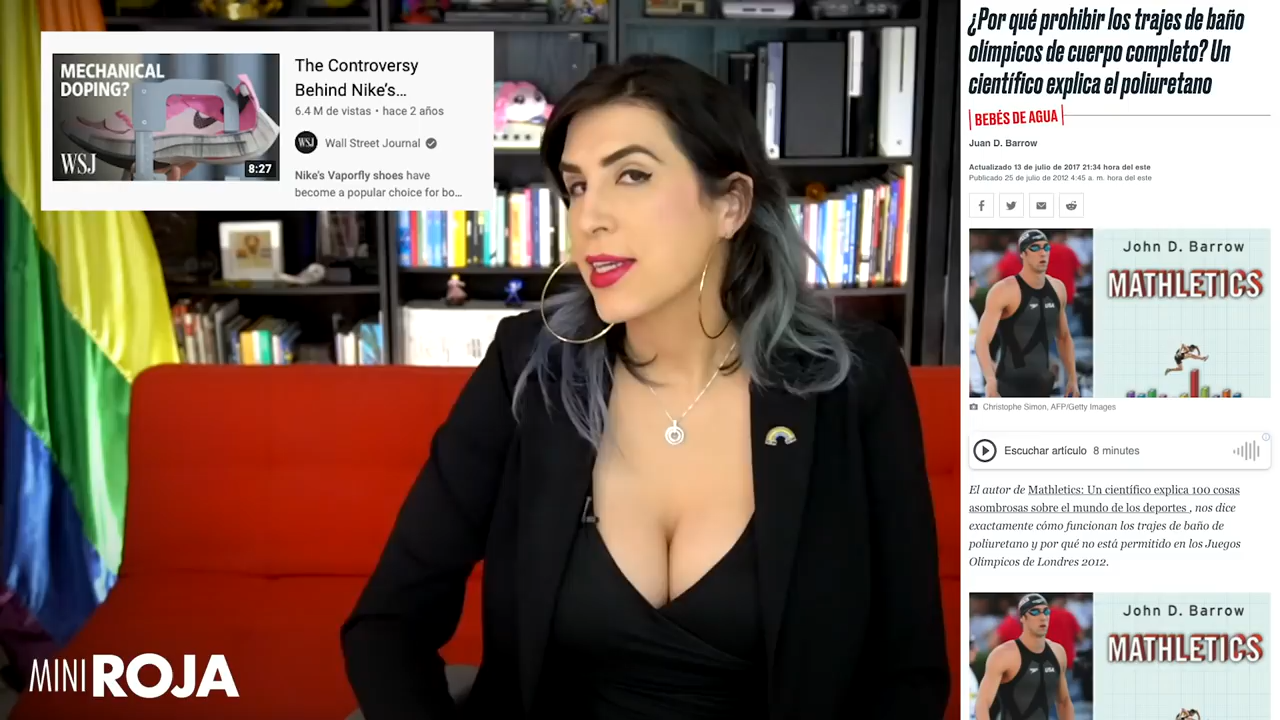 MECHANICAL
DOPING?
WSJ
8:27
The Controversy
Behind Nike's...
6.4 M de vistas • hace 2 años
WSJ
Wall Street Journal
Nike's Vaporfly shoes have
become a popular choice for bo...
MINIROJA
¿Por qué prohibir los trajes de baño
olímpicos de cuerpo completo? Un
científico explica el poliuretano
BEBÉS DE AGUA
Juan D. Barrow
Actualizado 13 de julio de 2017 21:34 hora del este
Publicado 25 de julio de 2012 4:45 a. m. hora del este
John D. Barrow
MATHLETICS
Christophe Simon, AFP/Getty Images
Escuchar artículo 8 minutes
El autor de Mathletics: Un científico explica 100 cosas
asombrosas sobre el mundo de los deportes , nos dice
exactamente cómo funcionan los trajes de baño de
poliuretano y por qué no está permitido en los Juegos
Olímpicos de Londres 2012.
John D. Barrow
MATHLETICS